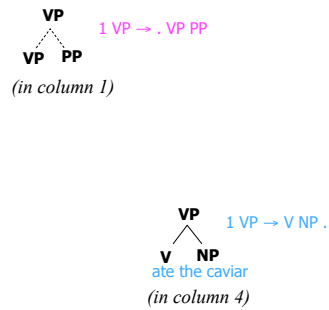 VP
1 VP → . VP PP
VP PP
(in column 1)
VP
1 VP → V NP .
V NP
ate the caviar
(in column 4)